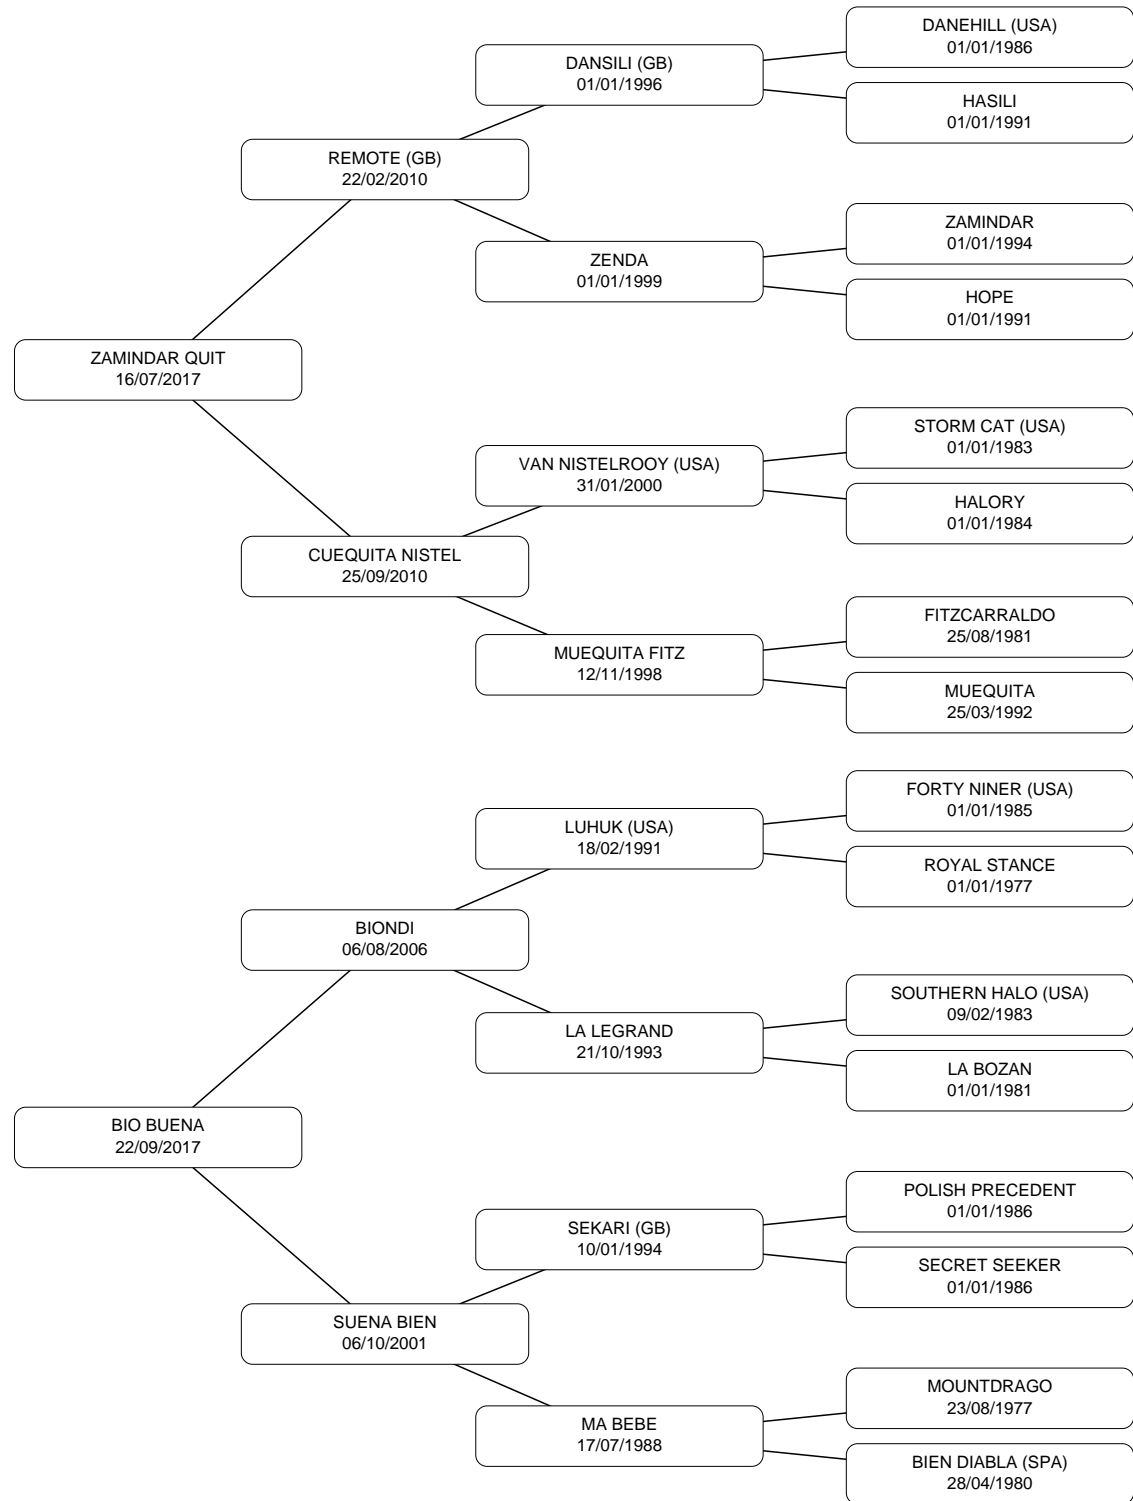 DANEHILL (USA)
01/01/1986
DANSILI (GB)
01/01/1996
HASILI
01/01/1991
REMOTE (GB)
22/02/2010
ZAMINDAR
01/01/1994
ZENDA
01/01/1999
HOPE
01/01/1991
ZAMINDAR QUIT
16/07/2017
STORM CAT (USA)
01/01/1983
VAN NISTELROOY (USA)
31/01/2000
HALORY
01/01/1984
CUEQUITA NISTEL
25/09/2010
FITZCARRALDO
25/08/1981
MUEQUITA FITZ
12/11/1998
MUEQUITA
25/03/1992
FORTY NINER (USA)
01/01/1985
LUHUK (USA)
18/02/1991
ROYAL STANCE
01/01/1977
BIONDI
06/08/2006
SOUTHERN HALO (USA)
09/02/1983
LA LEGRAND
21/10/1993
LA BOZAN
01/01/1981
BIO BUENA
22/09/2017
POLISH PRECEDENT
01/01/1986
SEKARI (GB)
10/01/1994
SECRET SEEKER
01/01/1986
SUENA BIEN
06/10/2001
MOUNTDRAGO
23/08/1977
MA BEBE
17/07/1988
BIEN DIABLA (SPA)
28/04/1980